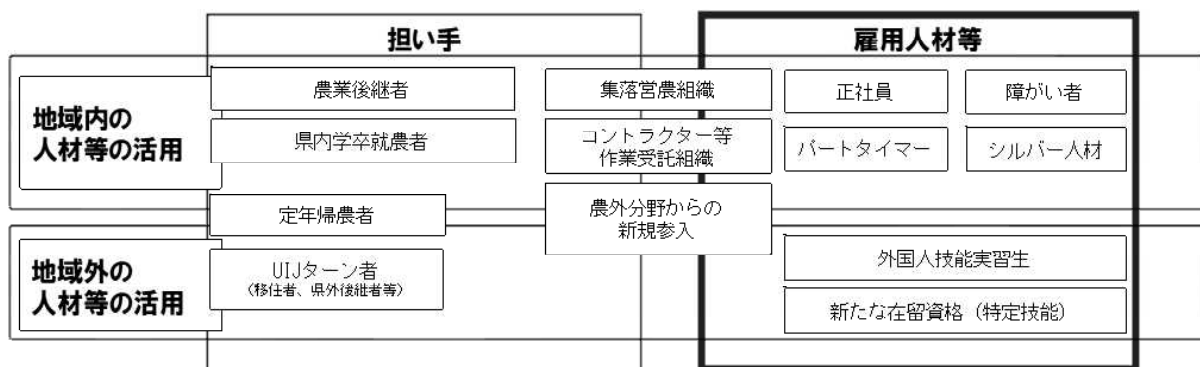 担い手
雇用人材等
地域内の
人材等の活用
農業後継者
県内学卒就農者
集落営農組織
コントラクター等
作業受託組織
正社員
障がい者
パートタイマー
シルバー人材
定年帰農者
農外分野からの
新規参入
地域外の
人材等の活用
UIJターン者
(移住者、県外後継者等)
外国人技能実習生
新たな在留資格(特定技能)